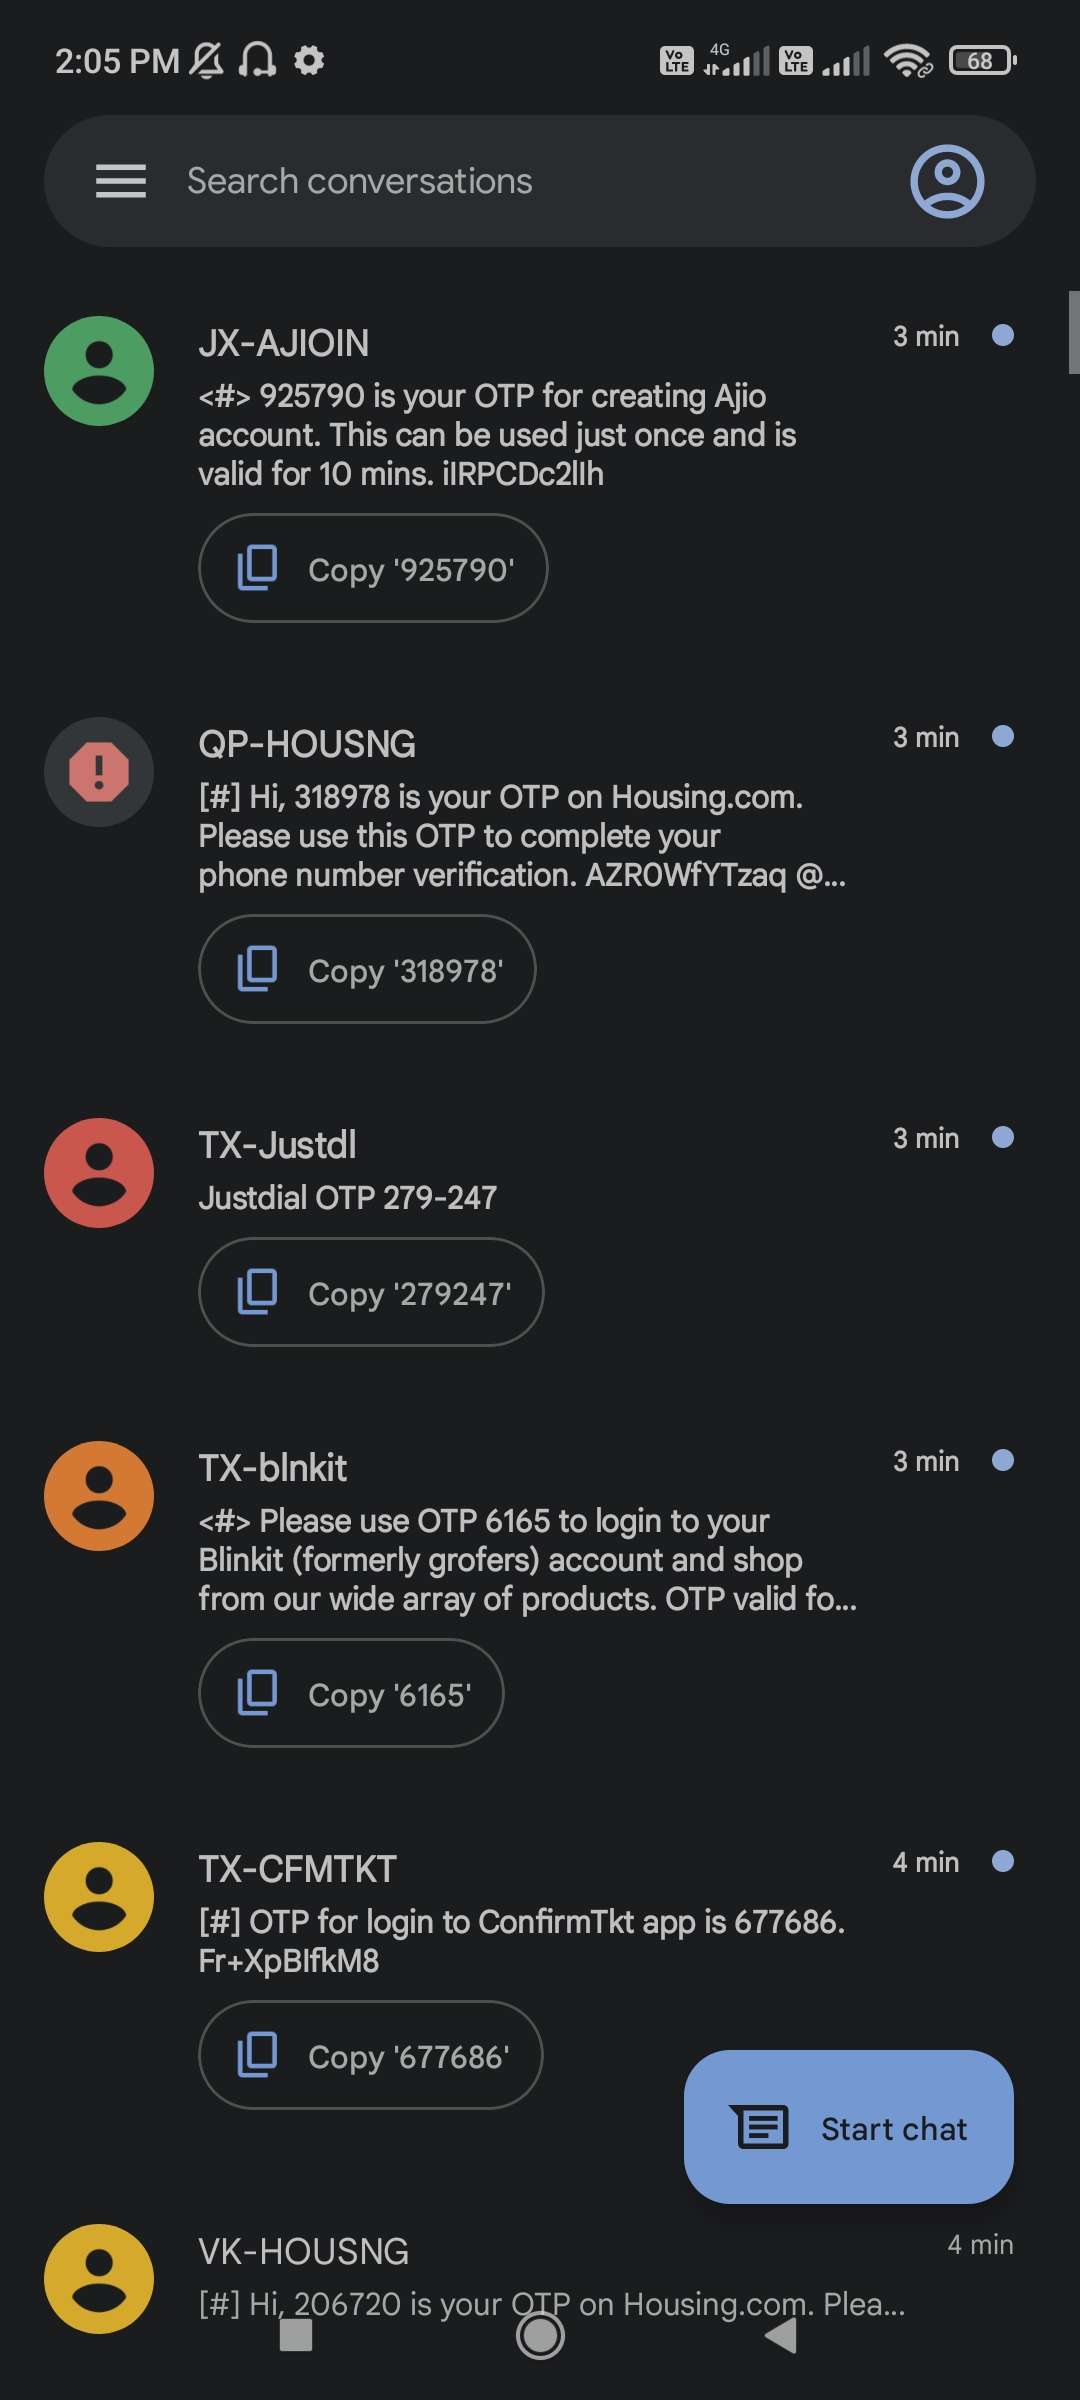 2:05 PM
Vo LTE 4G Vo LTE 68
Search conversations
JX-AJIOIN 3 min
<#> 925790 is your OTP for creating Ajio
account. This can be used just once and is
valid for 10 mins. iIRPCDc2lIh
Copy '925790'
QP-HOUSNG 3 min
[#] Hi, 318978 is your OTP on Housing.com.
Please use this OTP to complete your
phone number verification. AZR0WfYTzaq @...
Copy '318978'
TX-Justdl 3 min
Justdial OTP 279-247
Copy '279247'
TX-blnkit 3 min
<#> Please use OTP 6165 to login to your
Blinkit (formerly grofers) account and shop
from our wide array of products. OTP valid fo...
Copy '6165'
TX-CFMTKT 4 min
[#] OTP for login to ConfirmTkt app is 677686.
Fr+XpBIfkM8
Copy '677686'
Start chat
VK-HOUSNG 4 min
[#] Hi, 206720 is your OTP on Housing.com. Plea...